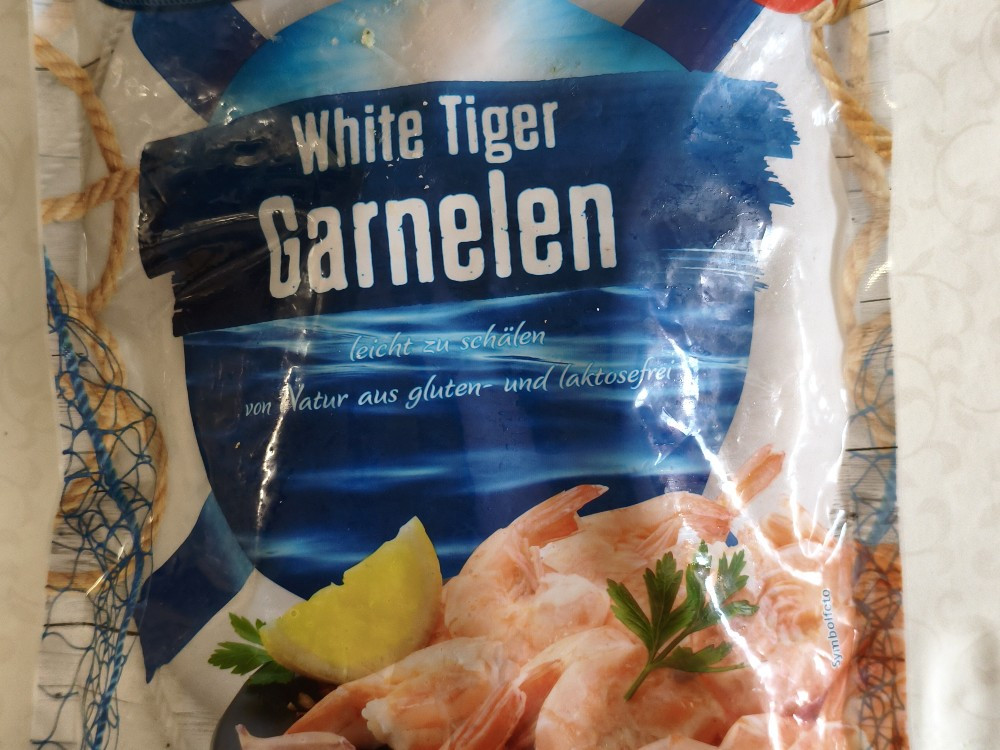 White Tiger
Garnelen
leicht zu schälen
von Natur aus gluten- und laktosefrei
Symbolfoto